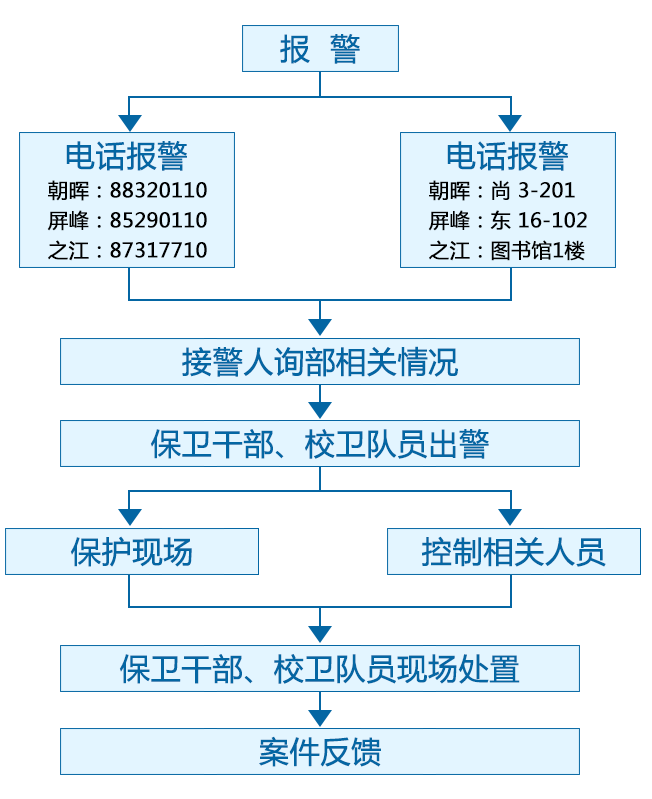 报 警
电话报警
朝晖：88320110
屏峰：85290110
之江：87317710
电话报警
朝晖：尚 3-201
屏峰：东 16-102
之江：图书馆1楼
接警人询部相关情况
保卫干部、校卫队员出警
保护现场
控制相关人员
保卫干部、校卫队员现场处置
案件反馈